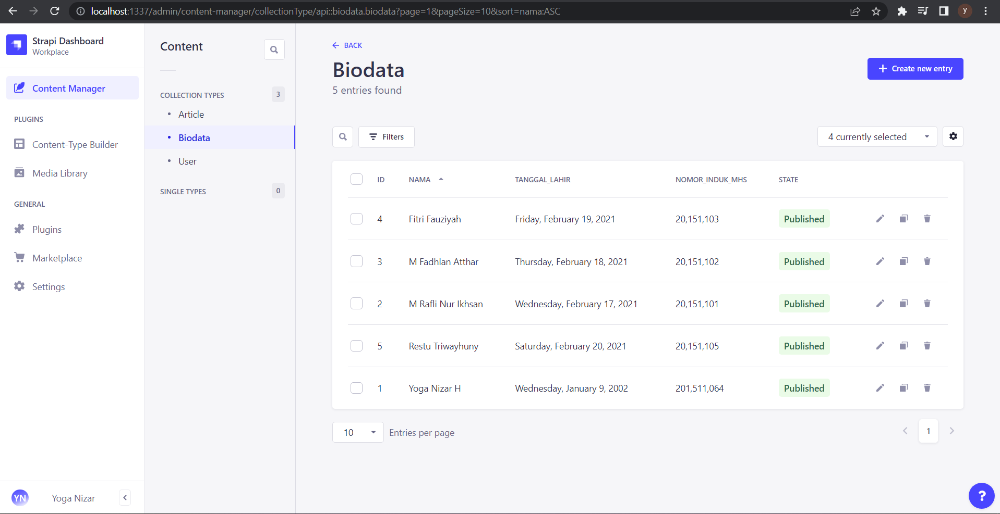 localhost:1337/admin/content-manager/collectionType/api::biodata.biodata?page=1&pageSize=10&sort=nama:ASC
y
Strapi Dashboard
Workplace
Content Manager
PLUGINS
Content-Type Builder
Media Library
GENERAL
Plugins
Marketplace
Settings
YN Yoga Nizar
Content
COLLECTION TYPES 3
Article
Biodata
User
SINGLE TYPES 0
BACK
Biodata
5 entries found
Create new entry
Filters
4 currently selected
ID NAMA TANGGAL_LAHIR NOMOR_INDUK_MHS STATE
4 Fitri Fauziyah Friday, February 19, 2021 20,151,103 Published
3 M Fadhlan Atthar Thursday, February 18, 2021 20,151,102 Published
2 M Rafli Nur Ikhsan Wednesday, February 17, 2021 20,151,101 Published
5 Restu Triwayhuny Saturday, February 20, 2021 20,151,105 Published
1 Yoga Nizar H Wednesday, January 9, 2002 201,511,064 Published
10 Entries per page
1
?